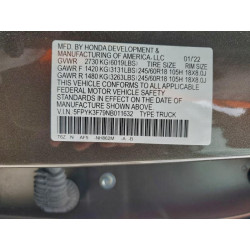 MFD. BY HONDA DEVELOPMENT &
MANUFACTURING OF AMERICA, LLC 01/22
GVWR 2730 KG(6019LBS) TIRE SIZE RIM SIZE
GAWR F 1420 KG(3131LBS) 245/60R18 105H 18X8.0J
GAWR R 1480 KG(3263LBS) 245/60R18 105H 18X8.0J
THIS VEHICLE CONFORMS TO ALL APPLICABLE
FEDERAL MOTOR VEHICLE
SAFETY STANDARDS IN EFFECT ON THE DATE OF
MANUFACTURE SHOWN ABOVE.
V.I.N: 5FPYK3F79NB011632 TYPE:TRUCK